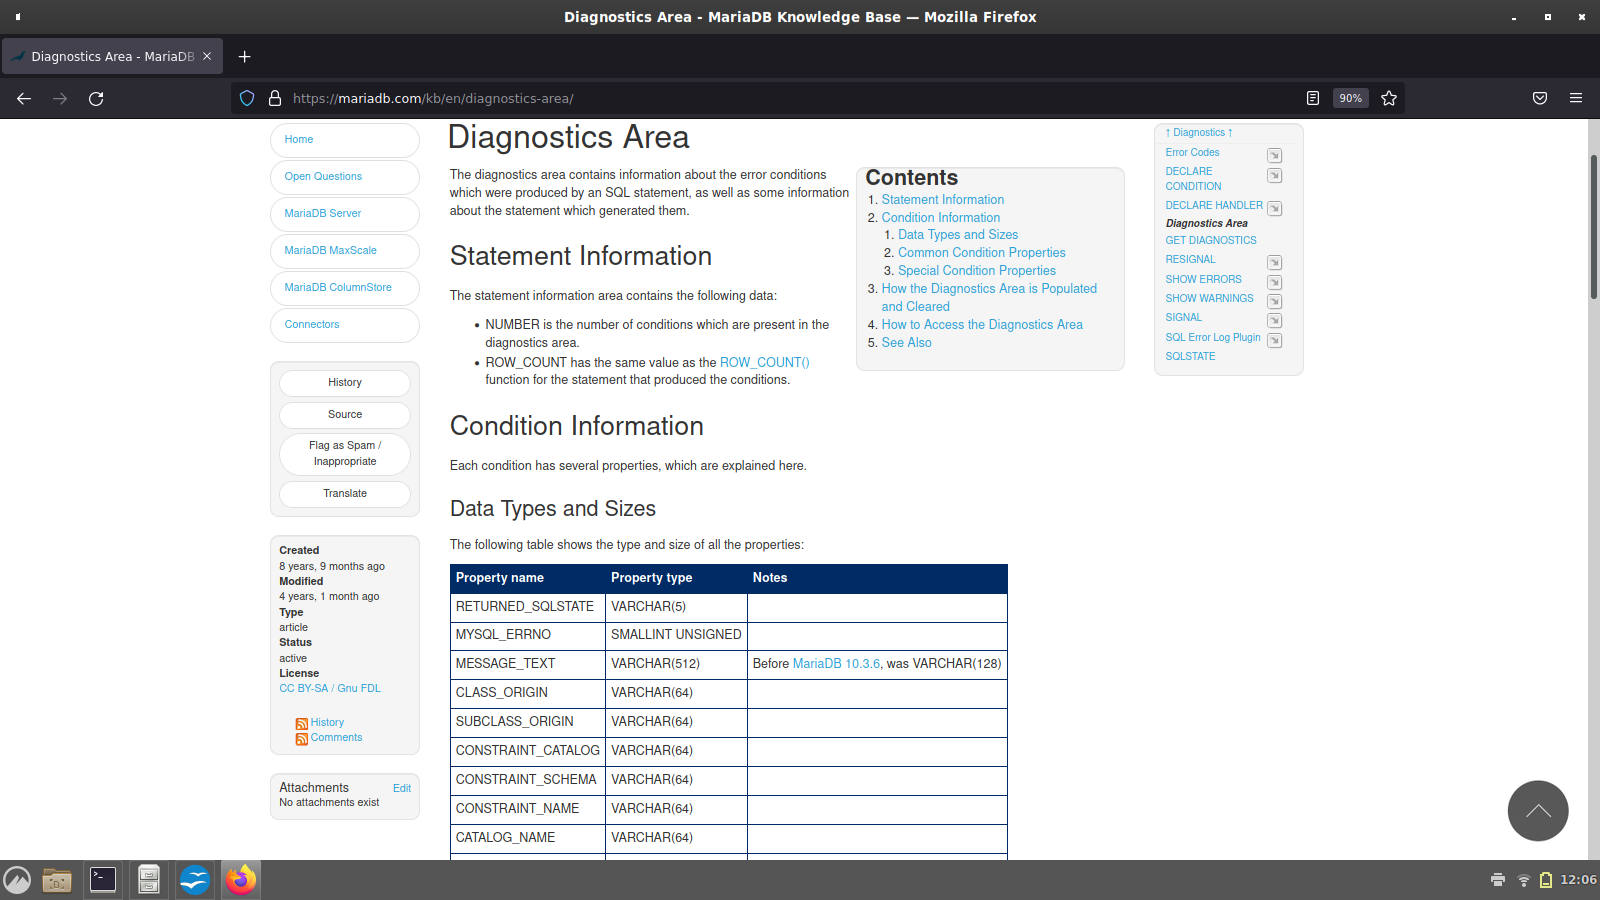 Diagnostics Area - MariaDB Knowledge Base — Mozilla Firefox
Diagnostics Area - MariaDB
https://mariadb.com/kb/en/diagnostics-area/
90%
Home
Open Questions
MariaDB Server
MariaDB MaxScale
MariaDB ColumnStore
Connectors
History
Source
Flag as Spam /
Inappropriate
Translate
Created
8 years, 9 months ago
Modified
4 years, 1 month ago
Type
article
Status
active
License
CC BY-SA / Gnu FDL
History
Comments
Attachments Edit
No attachments exist
Diagnostics Area
The diagnostics area contains information about the error conditions
which were produced by an SQL statement, as well as some information
about the statement which generated them.
Contents
1. Statement Information
2. Condition Information
1. Data Types and Sizes
2. Common Condition Properties
3. Special Condition Properties
3. How the Diagnostics Area is Populated
and Cleared
4. How to Access the Diagnostics Area
5. See Also
Statement Information
The statement information area contains the following data:
• NUMBER is the number of conditions which are present in the
diagnostics area.
• ROW_COUNT has the same value as the ROW_COUNT()
function for the statement that produced the conditions.
Condition Information
Each condition has several properties, which are explained here.
Data Types and Sizes
The following table shows the type and size of all the properties:
Property name Property type Notes
RETURNED_SQLSTATE VARCHAR(5)
MYSQL_ERRNO SMALLINT UNSIGNED
MESSAGE_TEXT VARCHAR(512) Before MariaDB 10.3.6, was VARCHAR(128)
CLASS_ORIGIN VARCHAR(64)
SUBCLASS_ORIGIN VARCHAR(64)
CONSTRAINT_CATALOG VARCHAR(64)
CONSTRAINT_SCHEMA VARCHAR(64)
CONSTRAINT_NAME VARCHAR(64)
CATALOG_NAME VARCHAR(64)
↑ Diagnostics ↑
Error Codes
DECLARE
CONDITION
DECLARE HANDLER
Diagnostics Area
GET DIAGNOSTICS
RESIGNAL
SHOW ERRORS
SHOW WARNINGS
SIGNAL
SQL Error Log Plugin
SQLSTATE
12:06